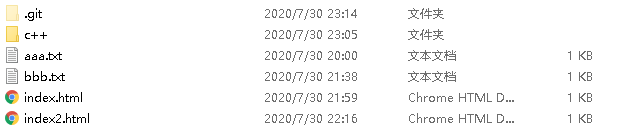 .git 2020/7/30 23:14 文件夹
c++ 2020/7/30 23:05 文件夹
aaa.txt 2020/7/30 20:00 文本文档 1 KB
bbb.txt 2020/7/30 21:38 文本文档 1 KB
index.html 2020/7/30 21:59 Chrome HTML D... 1 KB
index2.html 2020/7/30 22:16 Chrome HTML D... 1 KB